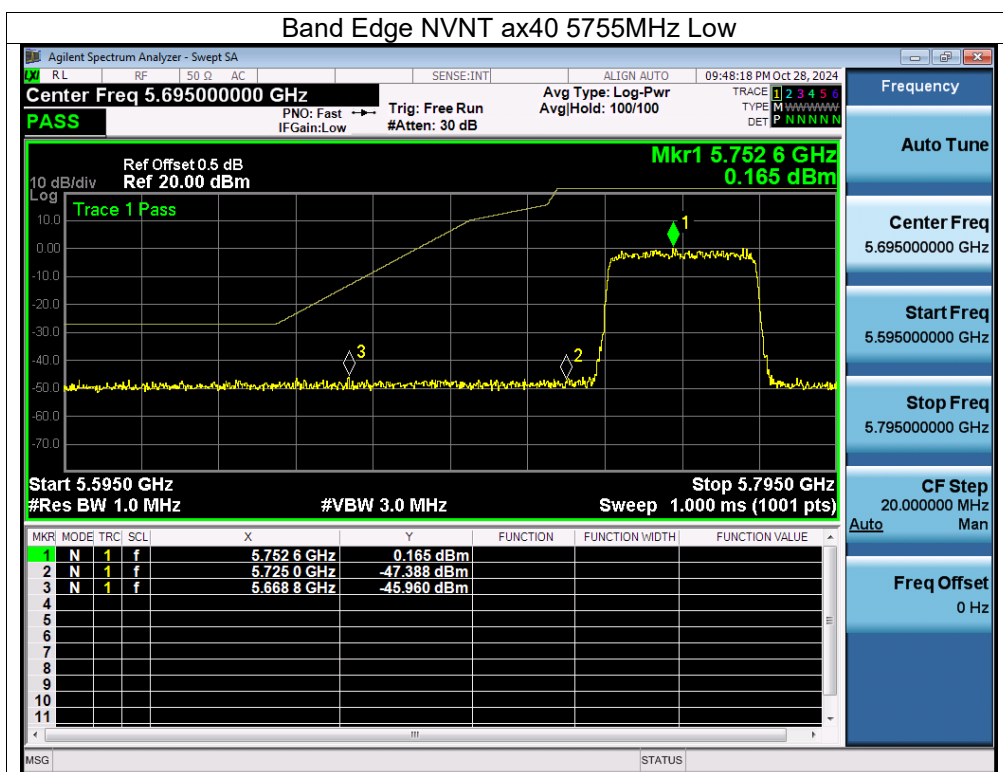 Band Edge NVNT ax40 5755MHz Low
Agilent Spectrum Analyzer - Swept SA
LXI RL RF 50 Ω AC SENSE:INT ALIGN AUTO 09:48:18 PM Oct 28, 2024
Center Freq 5.695000000 GHz
PASS
PNO: Fast
IFGain:Low
Trig: Free Run
#Atten: 30 dB
Avg Type: Log-Pwr
Avg|Hold: 100/100
TRACE 1 2 3 4 5 6
TYPE M WWWWW
DET P N N N N N
Ref Offset 0.5 dB
10 dB/div Ref 20.00 dBm
Log
Mkr1 5.752 6 GHz
0.165 dBm
Trace 1 Pass
10.0
0.00
-10.0
-20.0
-30.0
-40.0
-50.0
-60.0
-70.0
1
2
3
Start 5.5950 GHz Stop 5.7950 GHz
#Res BW 1.0 MHz #VBW 3.0 MHz Sweep 1.000 ms (1001 pts)
MKR MODE TRC SCL X Y FUNCTION FUNCTION WIDTH FUNCTION VALUE
1 N 1 f 5.752 6 GHz 0.165 dBm
2 N 1 f 5.725 0 GHz -47.388 dBm
3 N 1 f 5.668 8 GHz -45.960 dBm
4
5
6
7
8
9
10
11
MSG STATUS
Frequency
Auto Tune
Center Freq
5.695000000 GHz
Start Freq
5.595000000 GHz
Stop Freq
5.795000000 GHz
CF Step
20.000000 MHz
Auto Man
Freq Offset
0 Hz